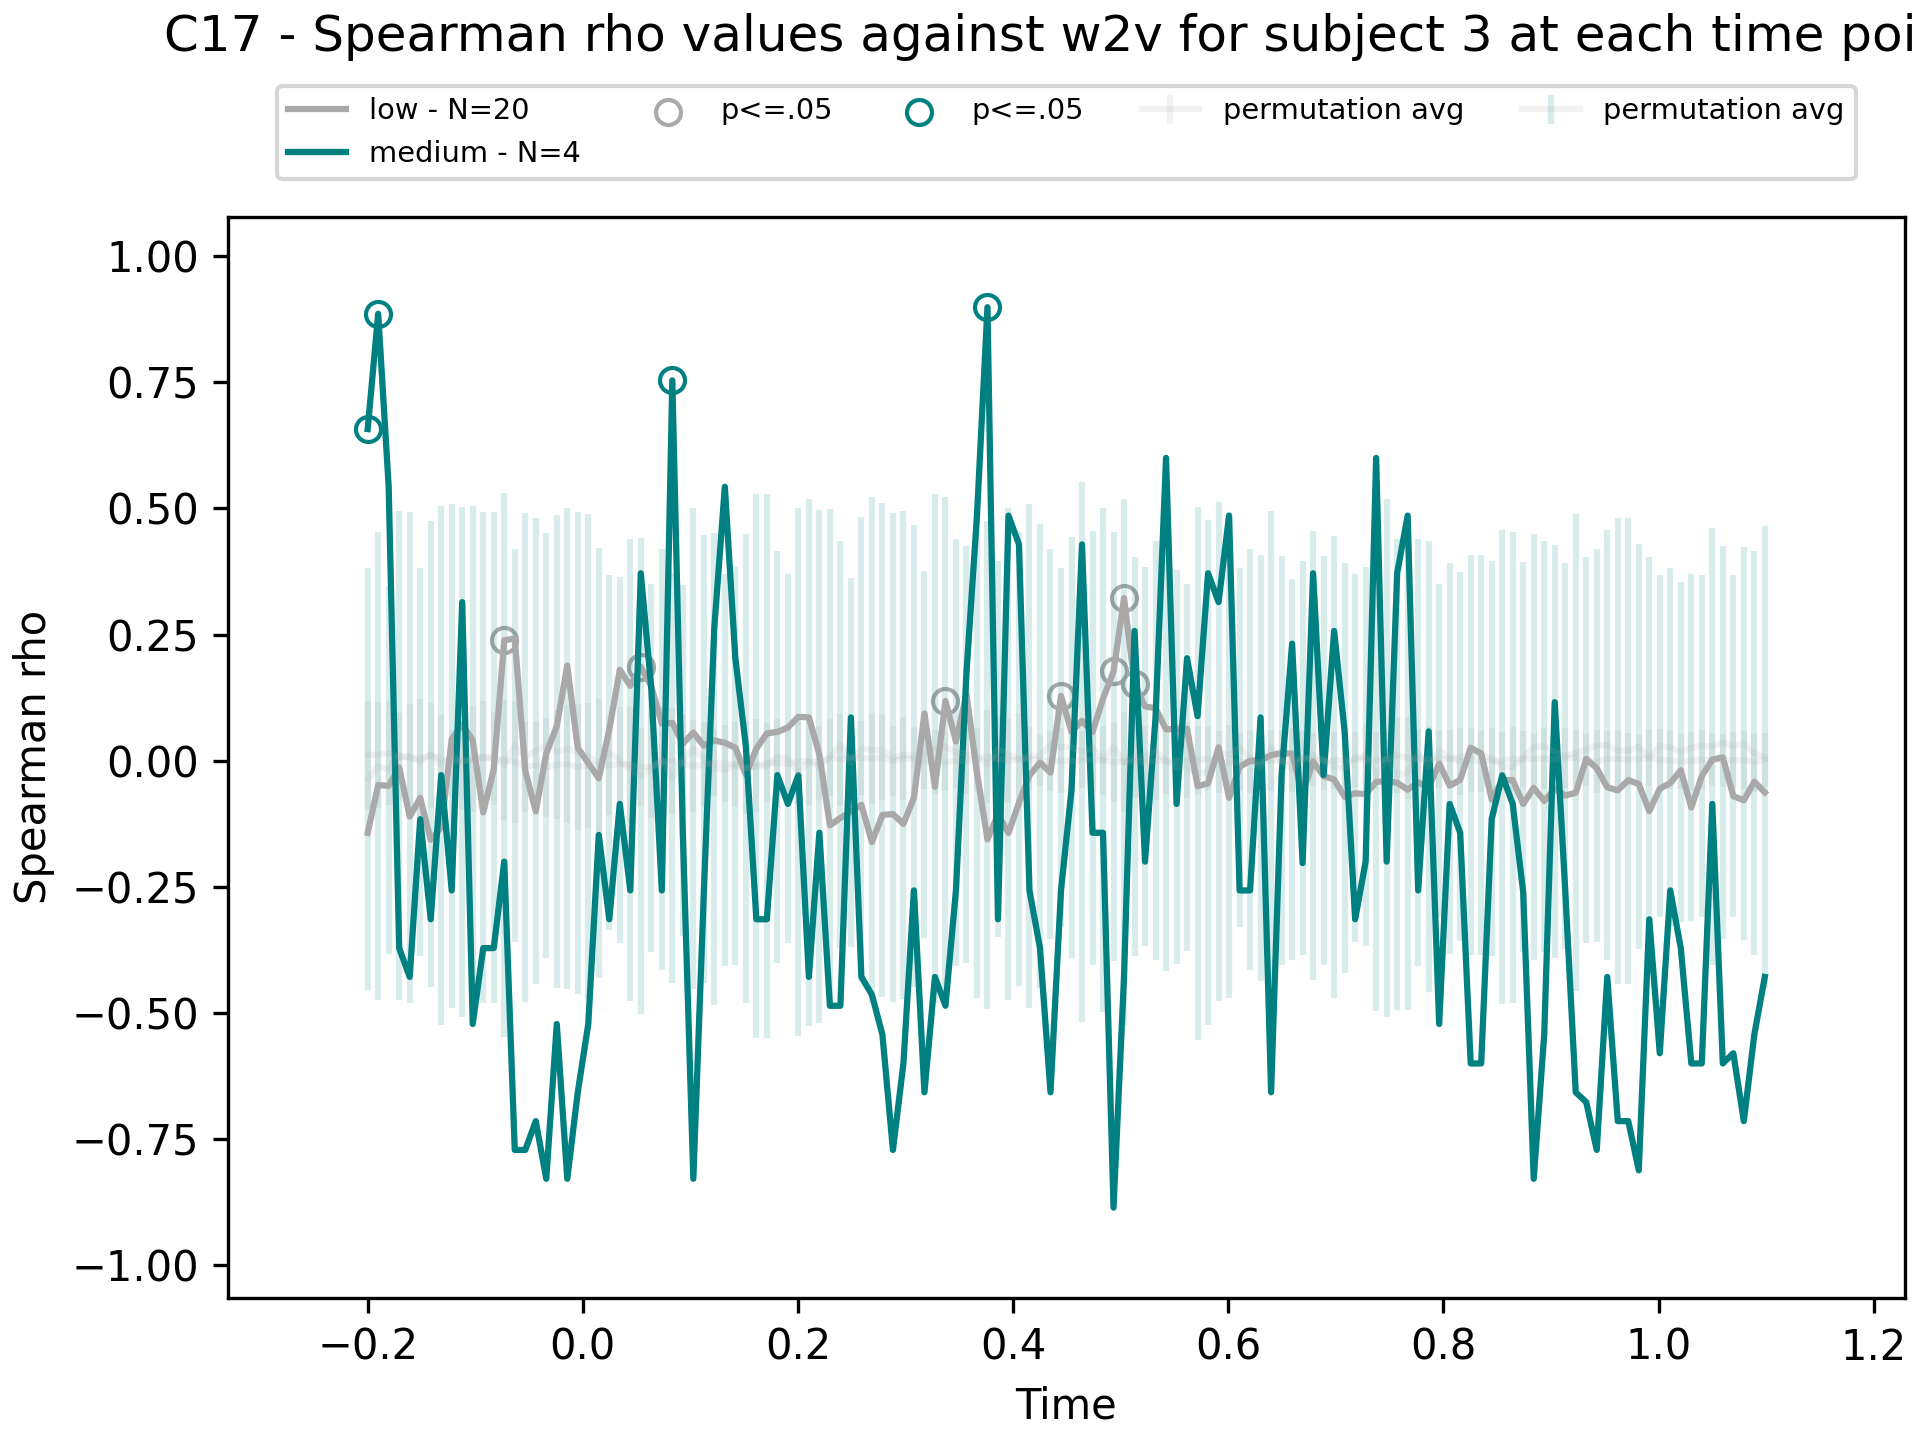 C17 - Spearman rho values against w2v for subject 3 at each time poi
low - N=20
medium - N=4
p<=.05
p<=.05
permutation avg
permutation avg
1.00
0.75
0.50
0.25
0.00
−0.25
−0.50
−0.75
−1.00
Spearman rho
−0.2 0.0 0.2 0.4 0.6 0.8 1.0 1.2
Time